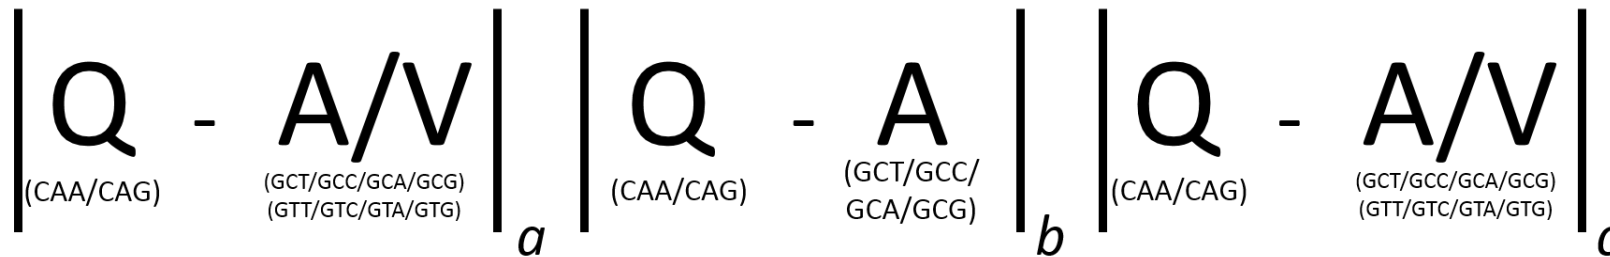 Q - A/V Q - A Q - A/V
(CAA/CAG) (GCT/GCC/GCA/GCG) (CAA/CAG) (GCT/GCC/ (CAA/CAG) (GCT/GCC/GCA/GCG)
(GTT/GTC/GTA/GTG) GCA/GCG) (GTT/GTC/GTA/GTG)
a b